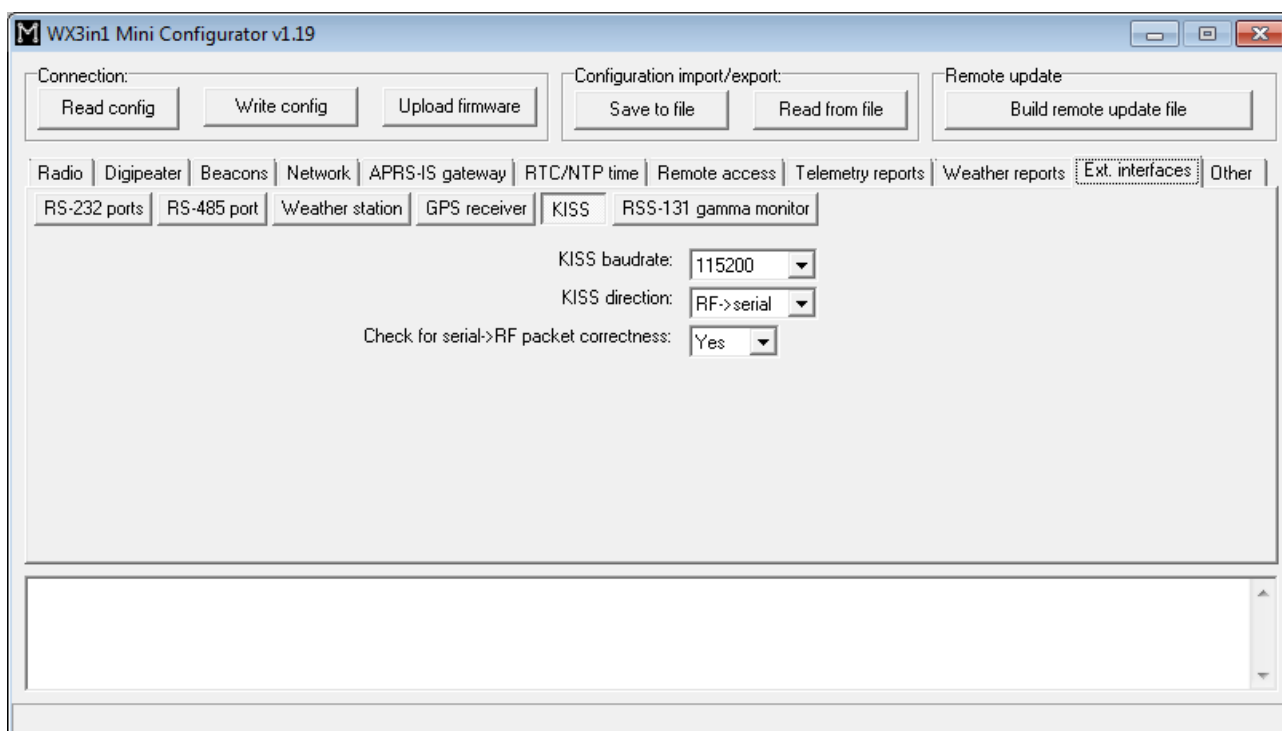 WX3in1 Mini Configurator v1.19
Connection: Configuration import/export: Remote update
Read config Write config Upload firmware Save to file Read from file Build remote update file
Radio Digipeater Beacons Network APRS-IS gateway RTC/NTP time Remote access Telemetry reports Weather reports Ext. interfaces Other
RS-232 ports RS-485 port Weather station GPS receiver KISS RSS-131 gamma monitor
KISS baudrate: 115200
KISS direction: RF->serial
Check for serial->RF packet correctness: Yes